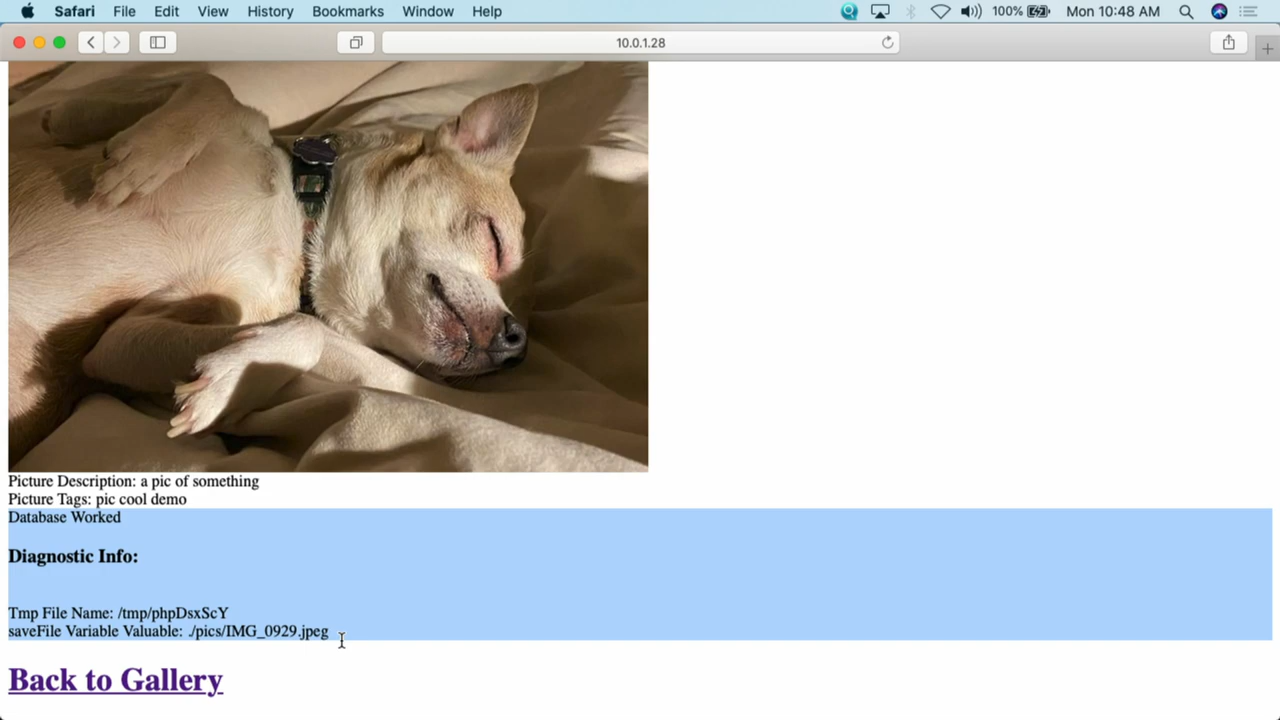 Safari File Edit View History Bookmarks Window Help 100% Mon 10:48 AM
10.0.1.28
Picture Description: a pic of something
Picture Tags: pic cool demo
Database Worked
Diagnostic Info:
Tmp File Name: /tmp/phpDsxScY
saveFile Variable Valuable: ./pics/IMG_0929.jpeg
Back to Gallery